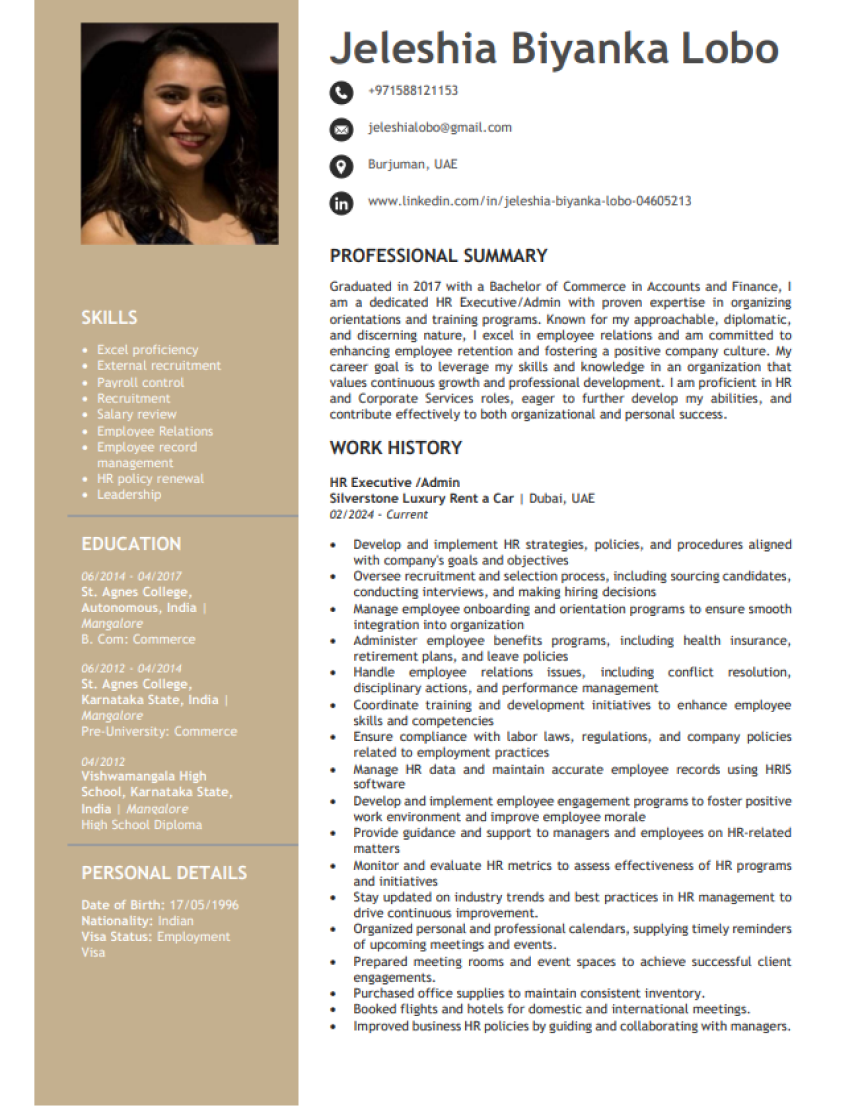 Jeleshia Biyanka Lobo
+971588121153
jeleshialobo@gmail.com
Burjuman, UAE
www.linkedin.com/in/jeleshia-biyanka-lobo-04605213
SKILLS
• Excel proficiency
• External recruitment
• Payroll control
• Recruitment
• Salary review
• Employee Relations
• Employee record
management
• HR policy renewal
• Leadership
EDUCATION
06/2014 - 04/2017
St. Agnes College,
Autonomous, India |
Mangalore
B. Com: Commerce
06/2012 - 04/2014
St. Agnes College,
Karnataka State, India |
Mangalore
Pre-University: Commerce
04/2012
Vishwamangala High
School, Karnataka State,
India | Mangalore
High School Diploma
PERSONAL DETAILS
Date of Birth: 17/05/1996
Nationality: Indian
Visa Status: Employment
Visa
PROFESSIONAL SUMMARY
Graduated in 2017 with a Bachelor of Commerce in Accounts and Finance, I
am a dedicated HR Executive/Admin with proven expertise in organizing
orientations and training programs. Known for my approachable, diplomatic,
and discerning nature, I excel in employee relations and am committed to
enhancing employee retention and fostering a positive company culture. My
career goal is to leverage my skills and knowledge in an organization that
values continuous growth and professional development. I am proficient in HR
and Corporate Services roles, eager to further develop my abilities, and
contribute effectively to both organizational and personal success.
WORK HISTORY
HR Executive /Admin
Silverstone Luxury Rent a Car | Dubai, UAE
02/2024 - Current
• Develop and implement HR strategies, policies, and procedures aligned
with company's goals and objectives
• Oversee recruitment and selection process, including sourcing candidates,
conducting interviews, and making hiring decisions
• Manage employee onboarding and orientation programs to ensure smooth
integration into organization
• Administer employee benefits programs, including health insurance,
retirement plans, and leave policies
• Handle employee relations issues, including conflict resolution,
disciplinary actions, and performance management
• Coordinate training and development initiatives to enhance employee
skills and competencies
• Ensure compliance with labor laws, regulations, and company policies
related to employment practices
• Manage HR data and maintain accurate employee records using HRIS
software
• Develop and implement employee engagement programs to foster positive
work environment and improve employee morale
• Provide guidance and support to managers and employees on HR-related
matters
• Monitor and evaluate HR metrics to assess effectiveness of HR programs
and initiatives
• Stay updated on industry trends and best practices in HR management to
drive continuous improvement.
• Organized personal and professional calendars, supplying timely reminders
of upcoming meetings and events.
• Prepared meeting rooms and event spaces to achieve successful client
engagements.
• Purchased office supplies to maintain consistent inventory.
• Booked flights and hotels for domestic and international meetings.
• Improved business HR policies by guiding and collaborating with managers.